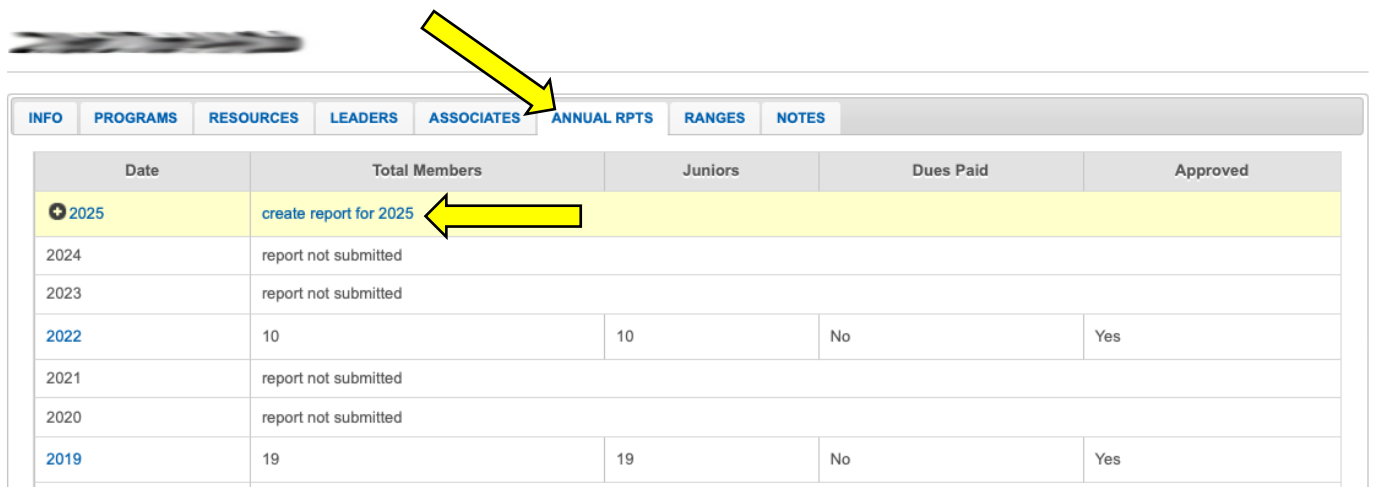 INFO PROGRAMS RESOURCES LEADERS ASSOCIATES ANNUAL RPTS RANGES NOTES
Date Total Members Juniors Dues Paid Approved
2025 create report for 2025
2024 report not submitted
2023 report not submitted
2022 10 10 No Yes
2021 report not submitted
2020 report not submitted
2019 19 19 No Yes